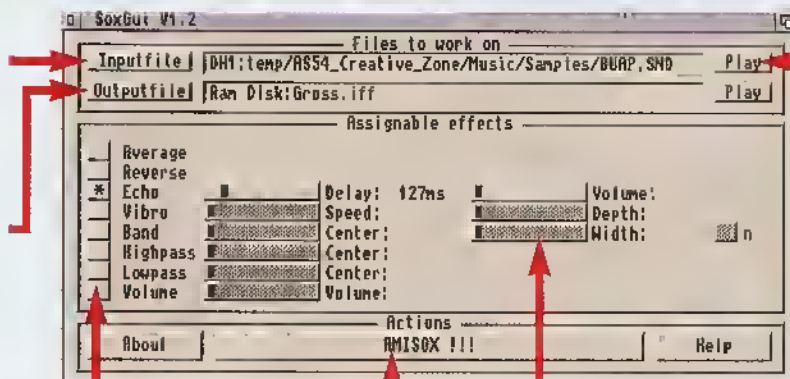 SoxGui V1.2
Files to work on
Inputfile DH1:temp/AS54_Creative_Zone/Music/Samples/BURP.SND Play
Outputfile Ram Disk:Gross.iff Play
Assignable effects
Average
Reverse
* Echo Delay: 127ms Volume:
Vibro Speed: Depth:
Band Center: Width: n
Highpass Center:
Lowpass Center:
Volume Volume:
Actions
About AMISOX !!! Help